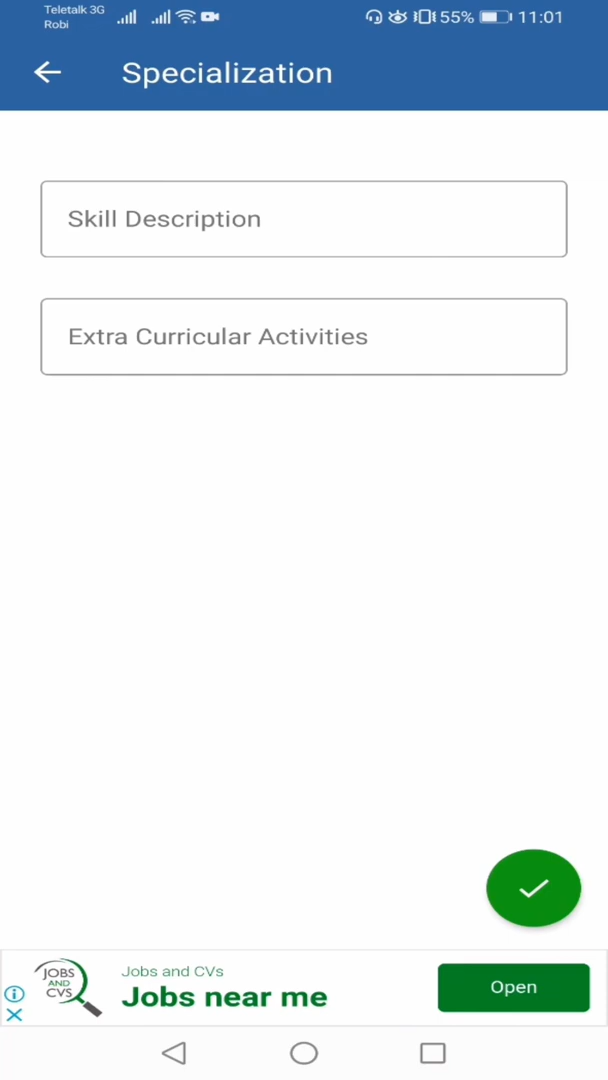 Teletalk 3G
Robi
55%
11:01
Specialization
Skill Description
Extra Curricular Activities
JOBS
AND
CVS
Jobs and CVs
Jobs near me
Open